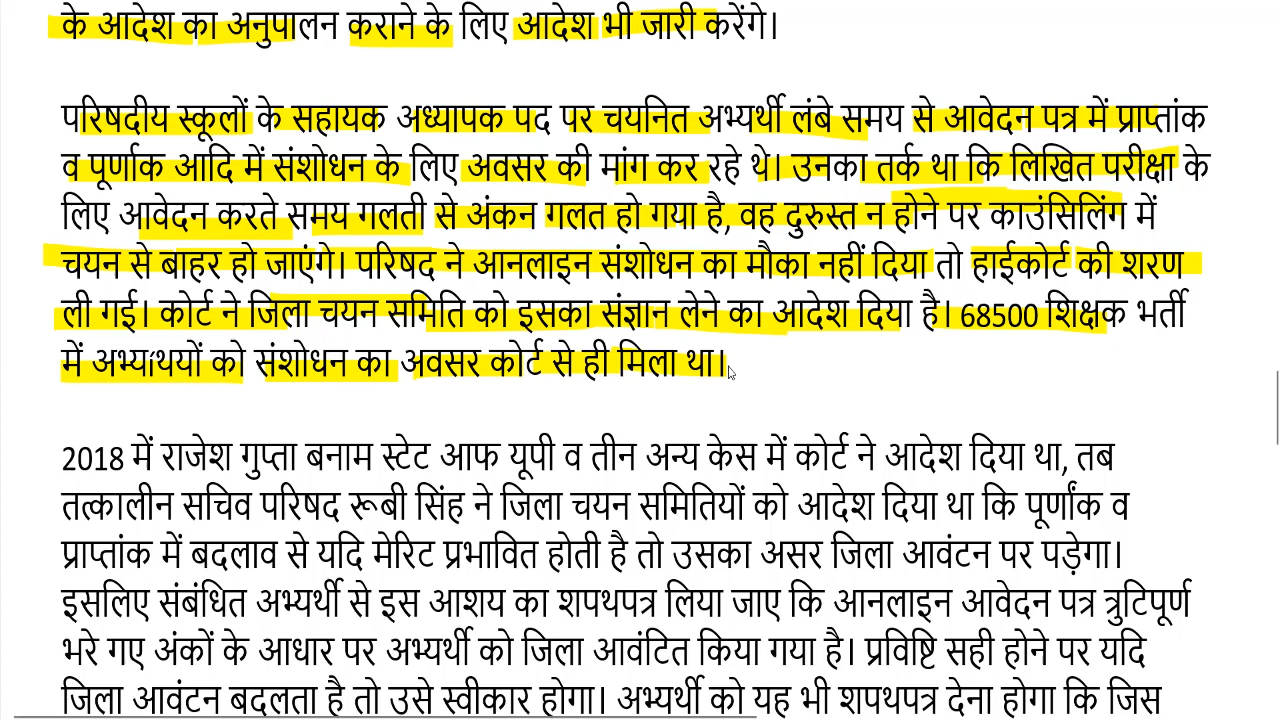 के आदेश का अनुपालन कराने के लिए आदेश भी जारी करेंगे।
परिषदीय स्कूलों के सहायक अध्यापक पद पर चयनित अभ्यर्थी लंबे समय से आवेदन पत्र में प्राप्तांक
व पूर्णाक आदि में संशोधन के लिए अवसर की मांग कर रहे थे। उनका तर्क था कि लिखित परीक्षा के
लिए आवेदन करते समय गलती से अंकन गलत हो गया है, वह दुरुस्त न होने पर काउंसिलिंग में
चयन से बाहर हो जाएंगे। परिषद ने आनलाइन संशोधन का मौका नहीं दिया तो हाईकोर्ट की शरण
ली गई। कोर्ट ने जिला चयन समिति को इसका संज्ञान लेने का आदेश दिया है। 68500 शिक्षक भर्ती
में अभ्यíथयों को संशोधन का अवसर कोर्ट से ही मिला था।
2018 में राजेश गुप्ता बनाम स्टेट आफ यूपी व तीन अन्य केस में कोर्ट ने आदेश दिया था, तब
तत्कालीन सचिव परिषद रूबी सिंह ने जिला चयन समितियों को आदेश दिया था कि पूर्णांक व
प्राप्तांक में बदलाव से यदि मेरिट प्रभावित होती है तो उसका असर जिला आवंटन पर पड़ेगा।
इसलिए संबंधित अभ्यर्थी से इस आशय का शपथपत्र लिया जाए कि आनलाइन आवेदन पत्र त्रुटिपूर्ण
भरे गए अंकों के आधार पर अभ्यर्थी को जिला आवंटित किया गया है। प्रविष्टि सही होने पर यदि
जिला आवंटन बदलता है तो उसे स्वीकार होगा। अभ्यर्थी को यह भी शपथपत्र देना होगा कि जिस